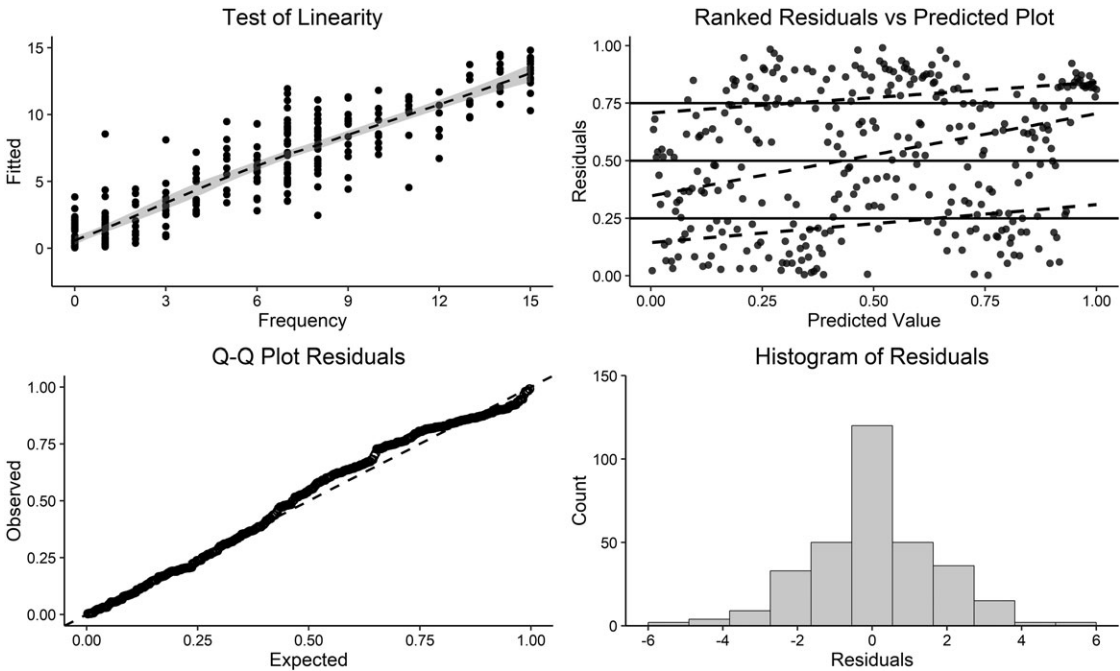 Test of Linearity
15
10
5
0
Fitted
0 3 6 9 12 15
Frequency
Ranked Residuals vs Predicted Plot
1.00
0.75
0.50
0.25
0.00
Residuals
0.00 0.25 0.50 0.75 1.00
Predicted Value
Q-Q Plot Residuals
1.00
0.75
0.50
0.25
0.00
Observed
0.00 0.25 0.50 0.75 1.00
Expected
Histogram of Residuals
150
100
50
0
Count
-6 -4 -2 0 2 4 6
Residuals